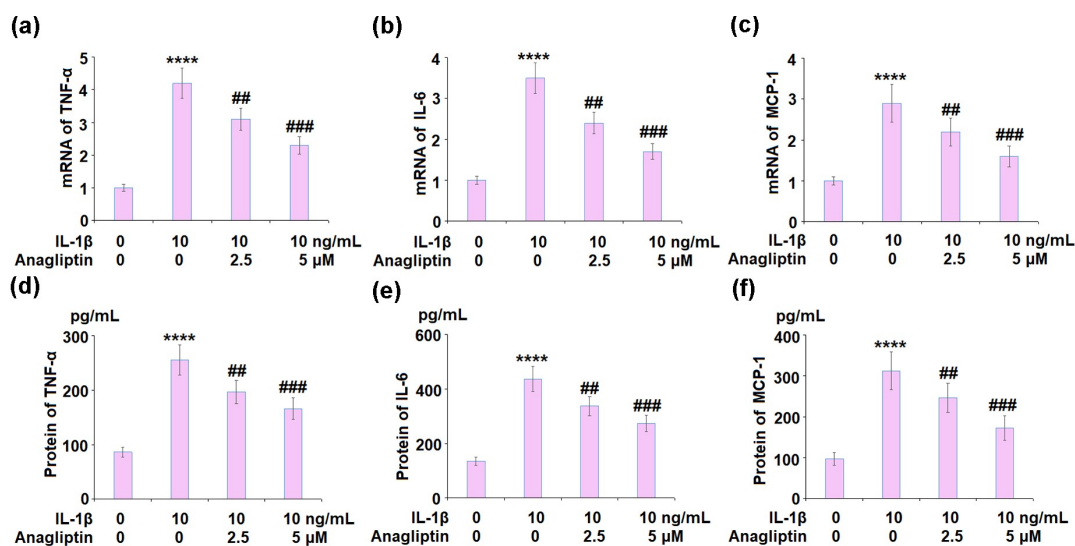 (a)
mRNA of TNF-α
5
4
3
2
1
0
****
##
###
IL-1β 0 10 10 10 ng/mL
Anagliptin 0 0 2.5 5 µM
(b)
mRNA of IL-6
4
3
2
1
0
****
##
###
IL-1β 0 10 10 10 ng/mL
Anagliptin 0 0 2.5 5 µM
(c)
mRNA of MCP-1
4
3
2
1
0
****
##
###
IL-1β 0 10 10 10 ng/mL
Anagliptin 0 0 2.5 5 µM
(d)
pg/mL
Protein of TNF-α
300
200
100
0
****
##
###
IL-1β 0 10 10 10 ng/mL
Anagliptin 0 0 2.5 5 µM
(e)
pg/mL
Protein of IL-6
600
400
200
0
****
##
###
IL-1β 0 10 10 10 ng/mL
Anagliptin 0 0 2.5 5 µM
(f)
pg/mL
Protein of MCP-1
400
300
200
100
0
****
##
###
IL-1β 0 10 10 10 ng/mL
Anagliptin 0 0 2.5 5 µM